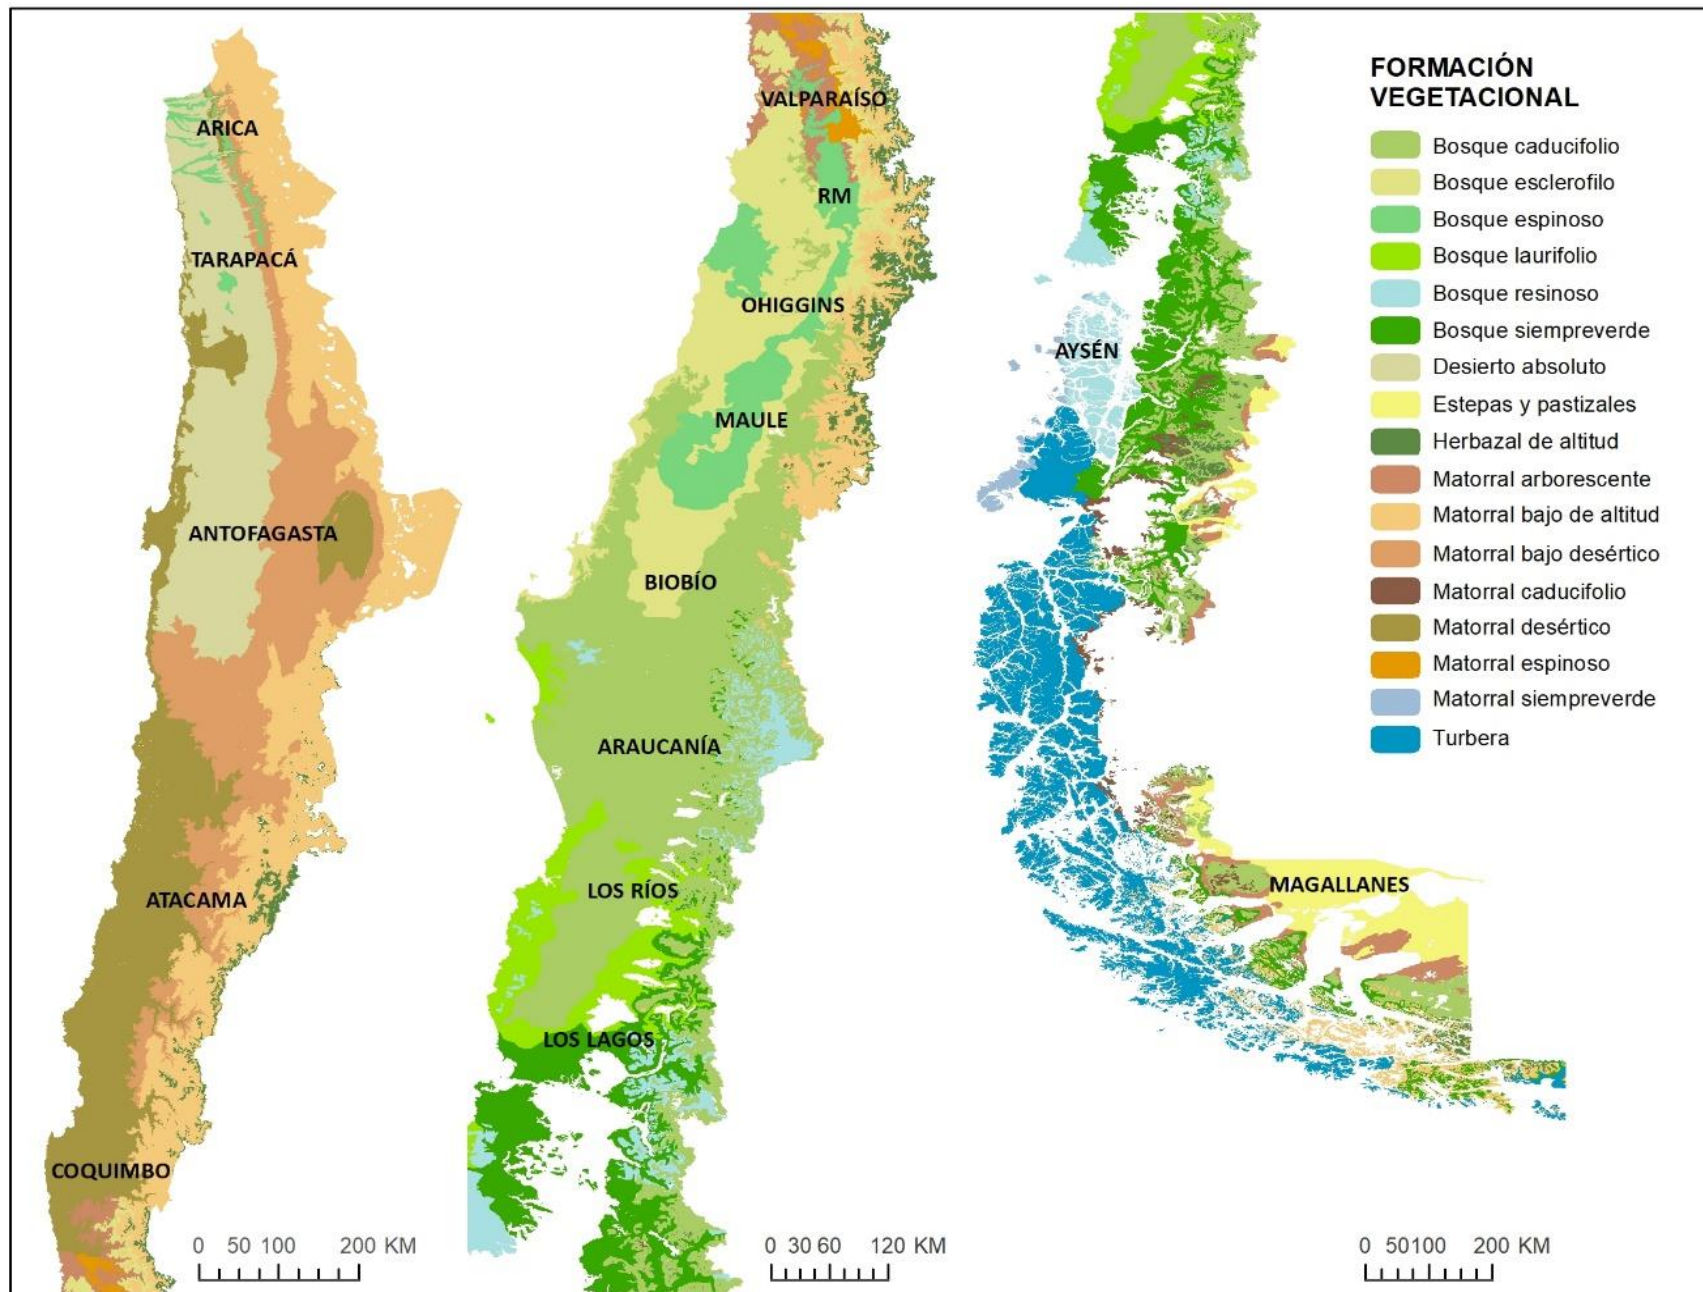 ARICA
TARAPACÁ
ANTOFAGASTA
ATACAMA
COQUIMBO
0 50 100 200 KM
VALPARAÍSO
RM
OHIGGINS
MAULE
BIOBÍO
ARAUCANÍA
LOS RÍOS
LOS LAGOS
0 30 60 120 KM
AYSÉN
MAGALLANES
FORMACIÓN
VEGETACIONAL
Bosque caducifolio
Bosque esclerofilo
Bosque espinoso
Bosque laurifolio
Bosque resinoso
Bosque siempreverde
Desierto absoluto
Estepas y pastizales
Herbazal de altitud
Matorral arborescente
Matorral bajo de altitud
Matorral bajo desértico
Matorral caducifolio
Matorral desértico
Matorral espinoso
Matorral siempreverde
Turbera
0 50100 200 KM